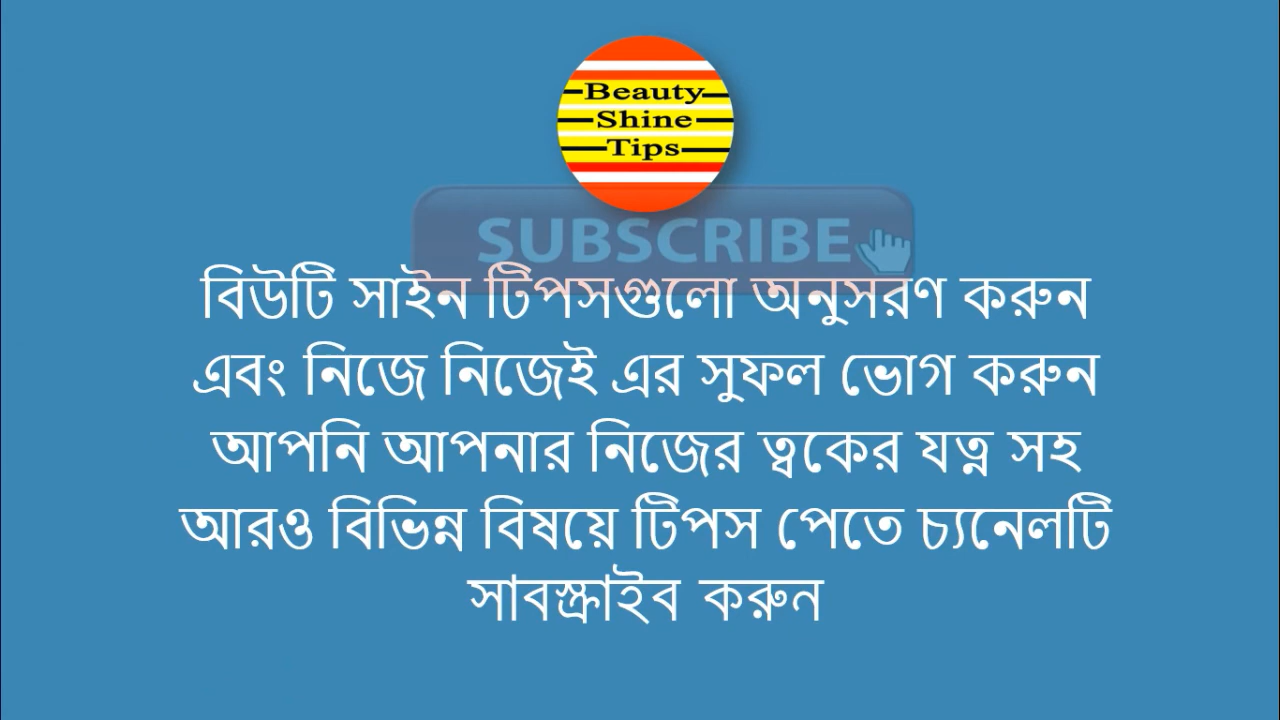 Beauty
Shine
Tips
SUBSCRIBE
বিউটি সাইন টিপসগুলো অনুসরণ করুন
এবং নিজে নিজেই এর সুফল ভোগ করুন
আপনি আপনার নিজের ত্বকের যত্ন সহ
আরও বিভিন্ন বিষয়ে টিপস পেতে চ্যনেলটি
সাবস্ক্রাইব করুন